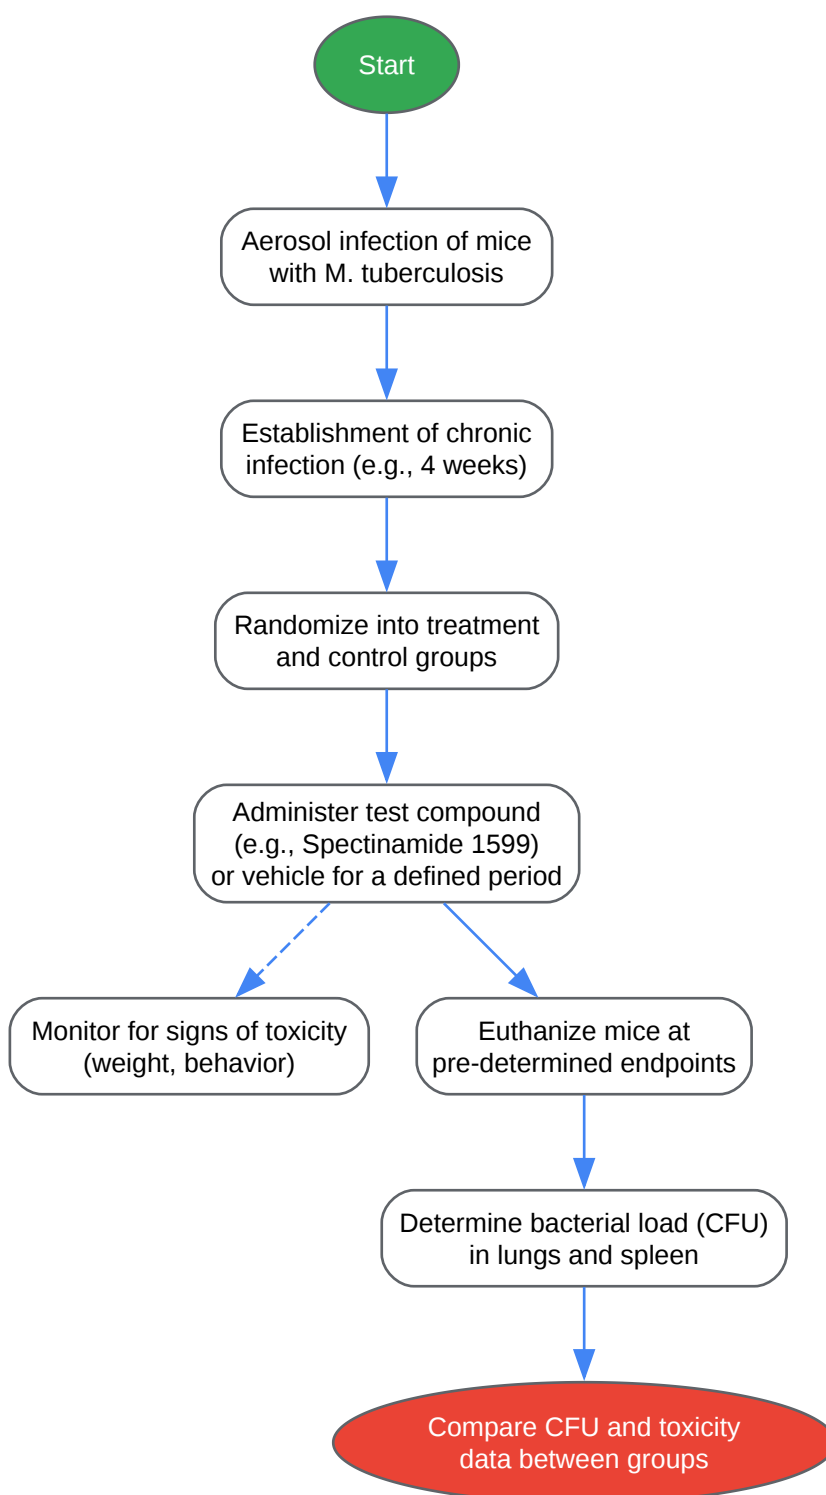 Start
Aerosol infection of mice
with M. tuberculosis
Establishment of chronic
infection (e.g., 4 weeks)
Randomize into treatment
and control groups
Administer test compound
(e.g., Spectinamide 1599)
or vehicle for a defined period
Monitor for signs of toxicity
(weight, behavior)
Euthanize mice at
pre-determined endpoints
Determine bacterial load (CFU)
in lungs and spleen
Compare CFU and toxicity
data between groups